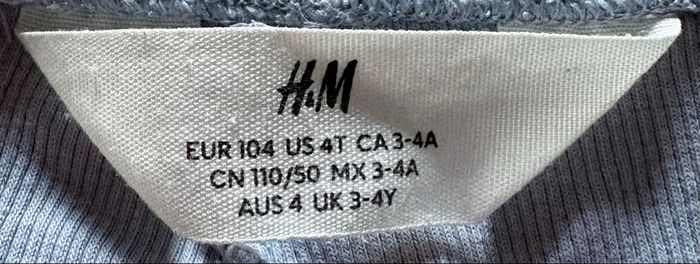 H&M
EUR 104 US 4T CA 3-4A
CN 110/50 MX 3-4A
AUS 4 UK 3-4Y